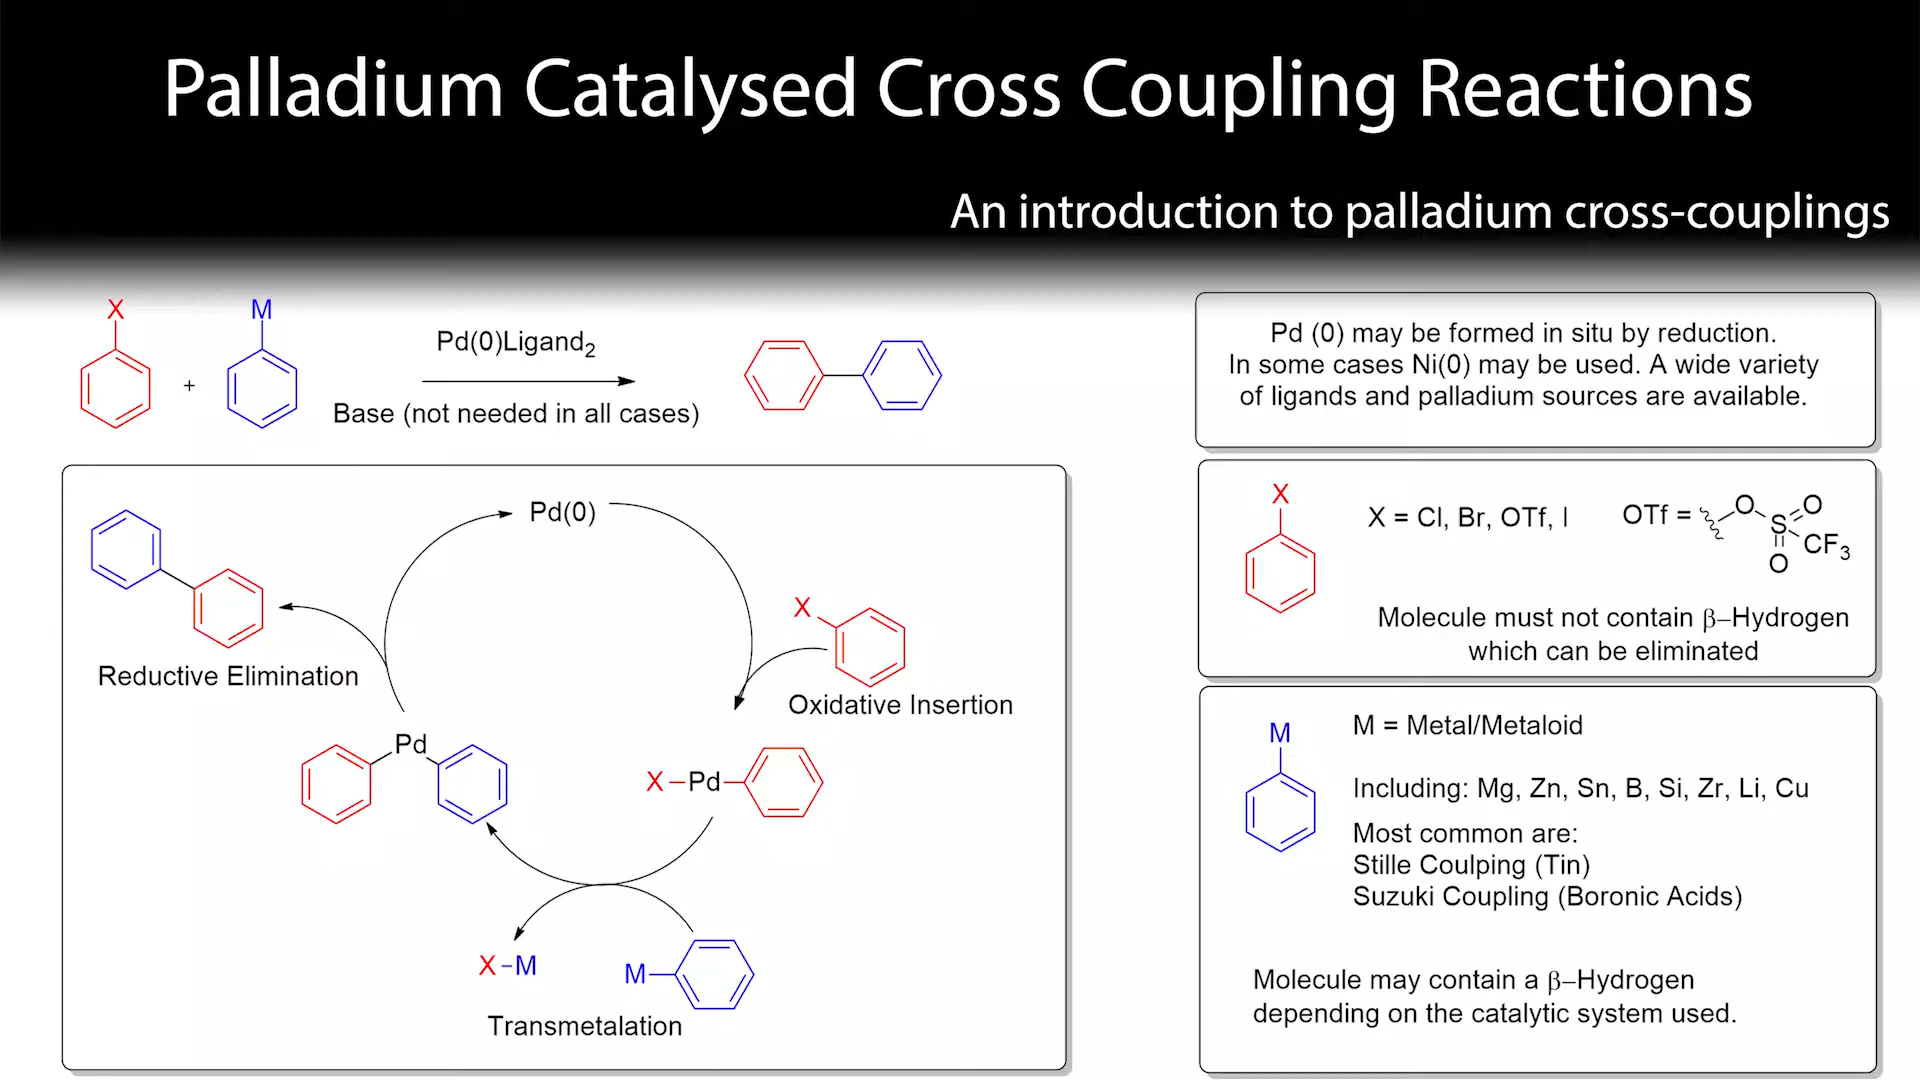 Palladium Catalysed Cross Coupling Reactions
An introduction to palladium cross-couplings
X
M
+
Pd(0)Ligand2
Base (not needed in all cases)
Pd (0) may be formed in situ by reduction.
In some cases Ni(0) may be used. A wide variety
of ligands and palladium sources are available.
X
X = Cl, Br, OTf, I
OTf =
O
S
O
O
CF3
Molecule must not contain β–Hydrogen
which can be eliminated
M
M = Metal/Metaloid
Including: Mg, Zn, Sn, B, Si, Zr, Li, Cu
Most common are:
Stille Coulping (Tin)
Suzuki Coupling (Boronic Acids)
Molecule may contain a β–Hydrogen
depending on the catalytic system used.
Pd(0)
X
Oxidative Insertion
Reductive Elimination
Pd
X–Pd
X–M
M
Transmetalation